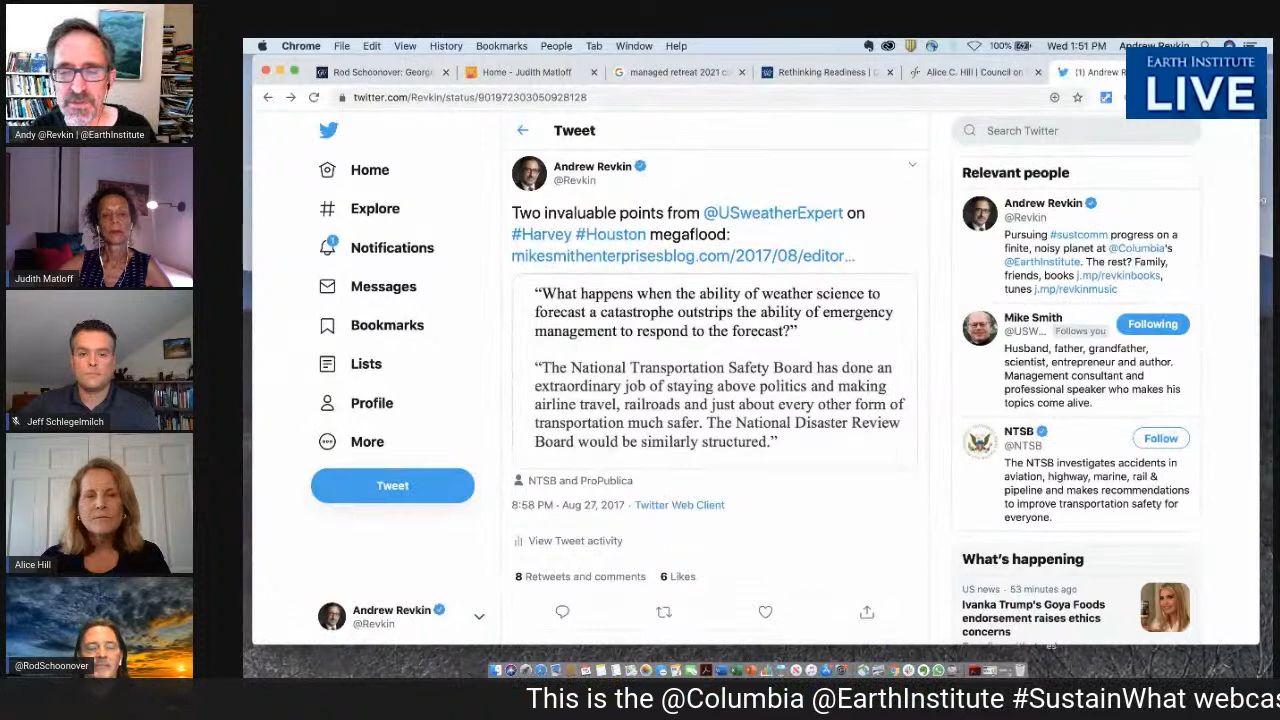 Andy @Revkin ! @EarthInstitute
Judith Matloff
Jeff Schlegelmilch
Alice Hill
@RodSchoonover
Chrome File Edit View History Bookmarks People Tab Window Help
100% Wed 1:51 PM Andrew Revkin
Rod Schoonover: Georg
Home - Judith Matloff
managed retreat 2021 c
Rethinking Readiness
Alice C. Hill | Council on
(1) Andrew R
twitter.com/Revkin/status/901972303050928128
EARTH INSTITUTE
LIVE
Home
Explore
1
Notifications
Messages
Bookmarks
Lists
Profile
More
Tweet
Andrew Revkin
@Revkin
Tweet
Andrew Revkin
@Revkin
Two invaluable points from @USweatherExpert on
#Harvey #Houston megaflood:
mikesmithenterprisesblog.com/2017/08/editor…
“What happens when the ability of weather science to
forecast a catastrophe outstrips the ability of emergency
management to respond to the forecast?”
“The National Transportation Safety Board has done an
extraordinary job of staying above politics and making
airline travel, railroads and just about every other form of
transportation much safer. The National Disaster Review
Board would be similarly structured.”
NTSB and ProPublica
8:58 PM · Aug 27, 2017 · Twitter Web Client
View Tweet activity
8 Retweets and comments 6 Likes
Search Twitter
Relevant people
Andrew Revkin
@Revkin
Pursuing #sustcomm progress on
a finite, noisy planet at @Columbia's
@EarthInstitute. The rest? Family,
friends, books j.mp/revkinbooks,
tunes j.mp/revkinmusic
Mike Smith
@USW... Follows you
Following
Husband, father, grandfather,
scientist, entrepreneur and author.
Management consultant and
professional speaker who makes his
topics come alive.
NTSB
@NTSB
Follow
The NTSB investigates accidents in
aviation, highway, marine, rail &
pipeline and makes recommendations
to improve transportation safety for
everyone.
What's happening
US news · 53 minutes ago
Ivanka Trump's Goya Foods
endorsement raises ethics
concerns
This is the @Columbia @EarthInstitute #SustainWhat webcas